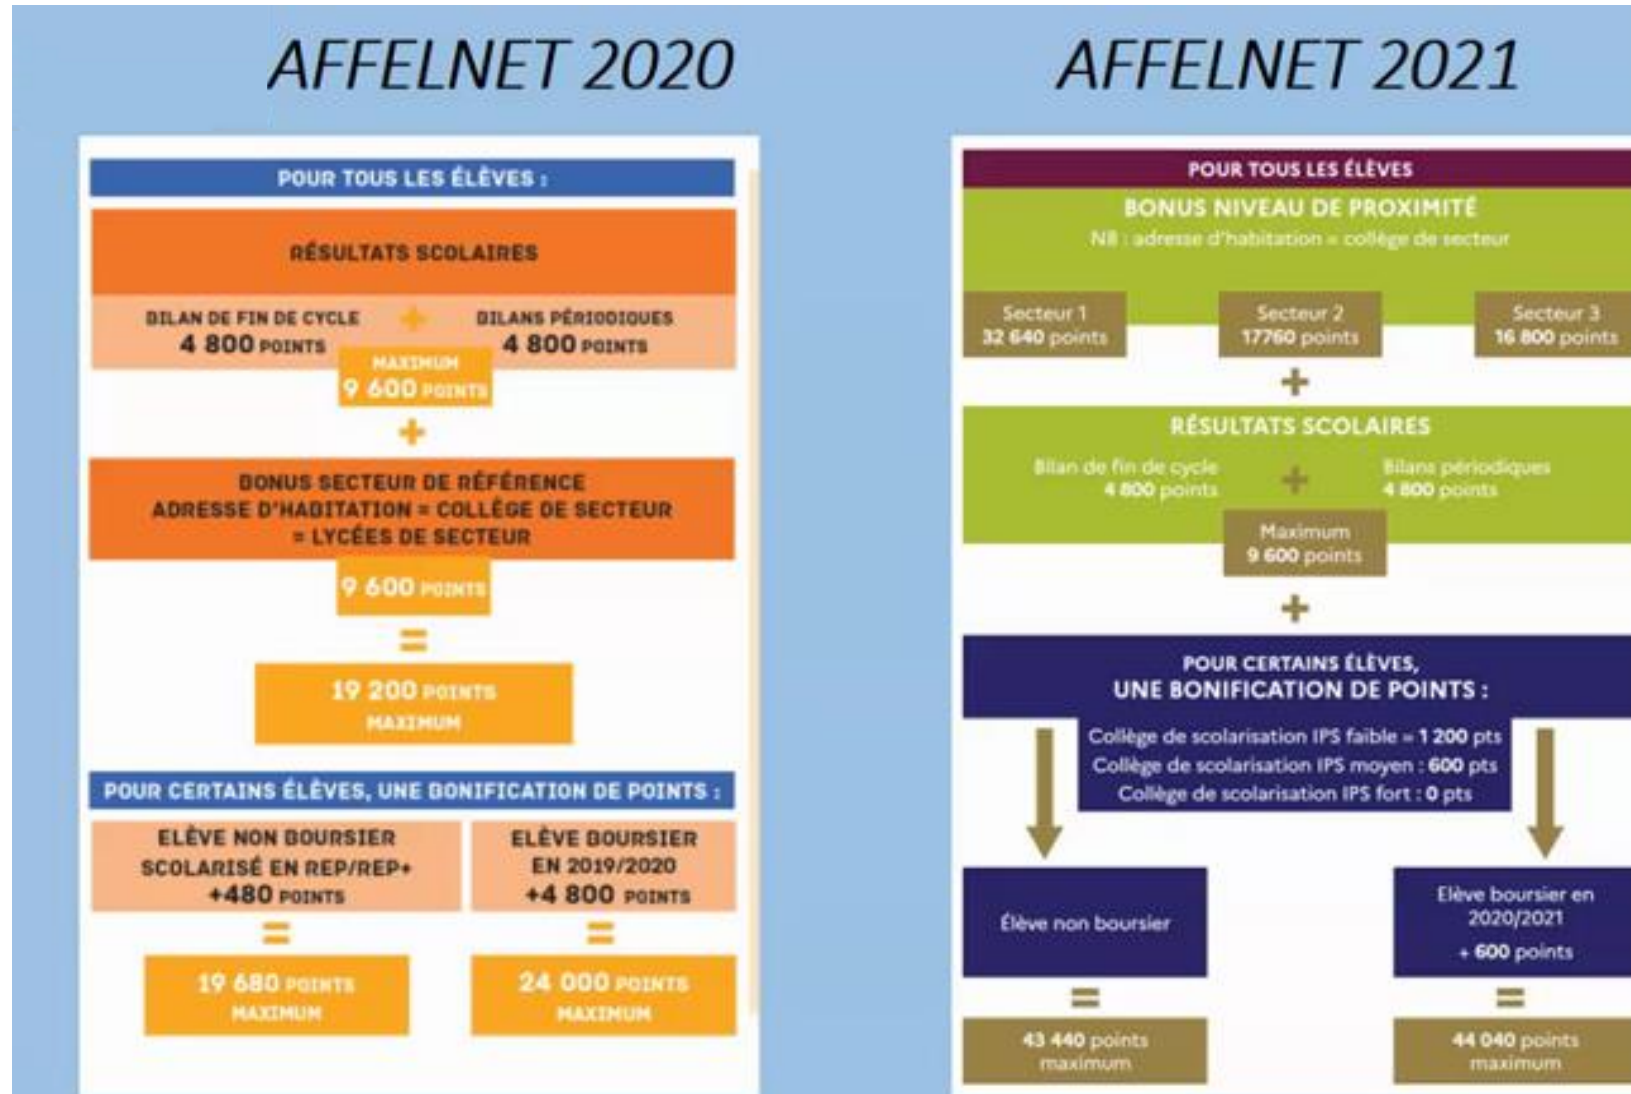 AFFELNET 2020
POUR TOUS LES ÉLÈVES :
RÉSULTATS SCOLAIRES
BILAN DE FIN DE CYCLE
4 800 POINTS
+
BILANS PÉRIODIQUES
4 800 POINTS
MAXIMUM
9 600 POINTS
+
BONUS SECTEUR DE RÉFÉRENCE
ADRESSE D'HABITATION = COLLÉGE DE SECTEUR
= LYCÉES DE SECTEUR
9 600 POINTS
=
19 200 POINTS
MAXIMUM
POUR CERTAINS ÉLÈVES, UNE BONIFICATION DE POINTS :
ELÈVE NON BOURSIER
SCOLARISÉ EN REP/REP+
+480 POINTS
=
19 680 POINTS
MAXIMUM
ELÈVE BOURSIER
EN 2019/2020
+4 800 POINTS
=
24 000 POINTS
MAXIMUM
AFFELNET 2021
POUR TOUS LES ÉLÈVES
BONUS NIVEAU DE PROXIMITÉ
NB : adresse d'habitation = collège de secteur
Secteur 1
32 640 points
Secteur 2
17760 points
Secteur 3
16 800 points
+
RÉSULTATS SCOLAIRES
Bilan de fin de cycle
4 800 points
+
Bilans périodiques
4 800 points
Maximum
9 600 points
+
POUR CERTAINS ÉLÈVES,
UNE BONIFICATION DE POINTS :
Collège de scolarisation IPS faible = 1 200 pts
Collège de scolarisation IPS moyen : 600 pts
Collège de scolarisation IPS fort : 0 pts
Élève non boursier
=
43 440 points
maximum
Elève boursier en
2020/2021
+ 600 points
=
44 040 points
maximum